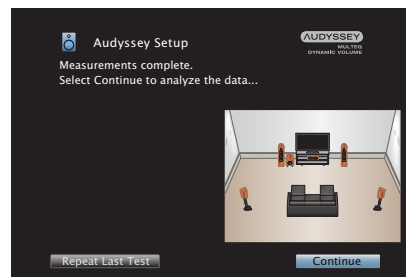 Audyssey Setup
AUDYSSEY
MULTEQ
DYNAMIC VOLUME
Measurements complete.
Select Continue to analyze the data...
Repeat Last Test
Continue